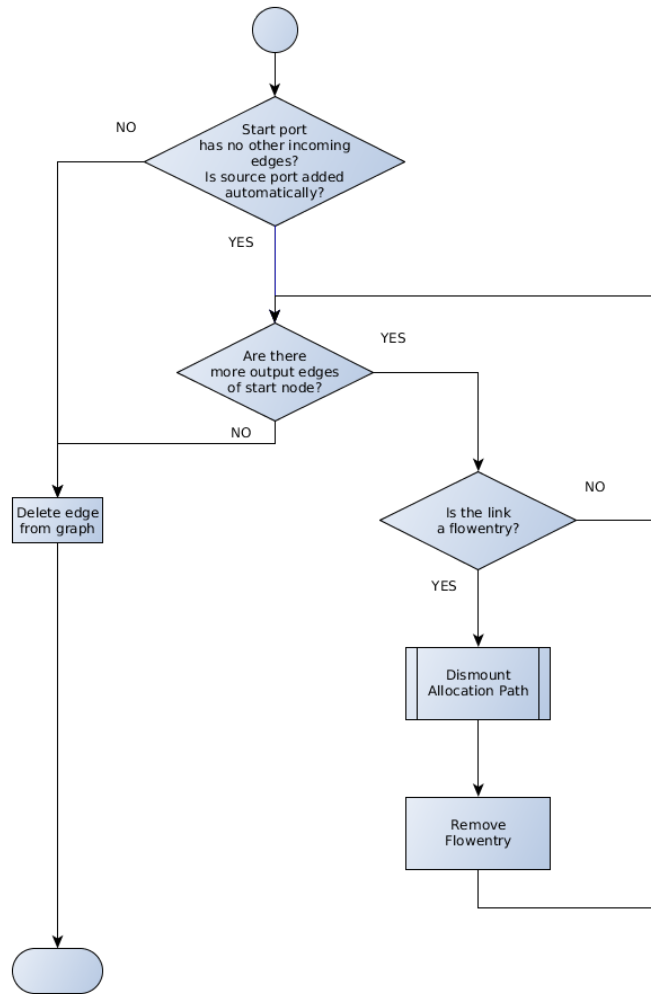 Start port
has no other incoming
edges?
Is source port added
automatically?
NO
YES
Are there
more output edges
of start node?
YES
NO
Delete edge
from graph
Is the link
a flowentry?
NO
YES
Dismount
Allocation Path
Remove
Flowentry